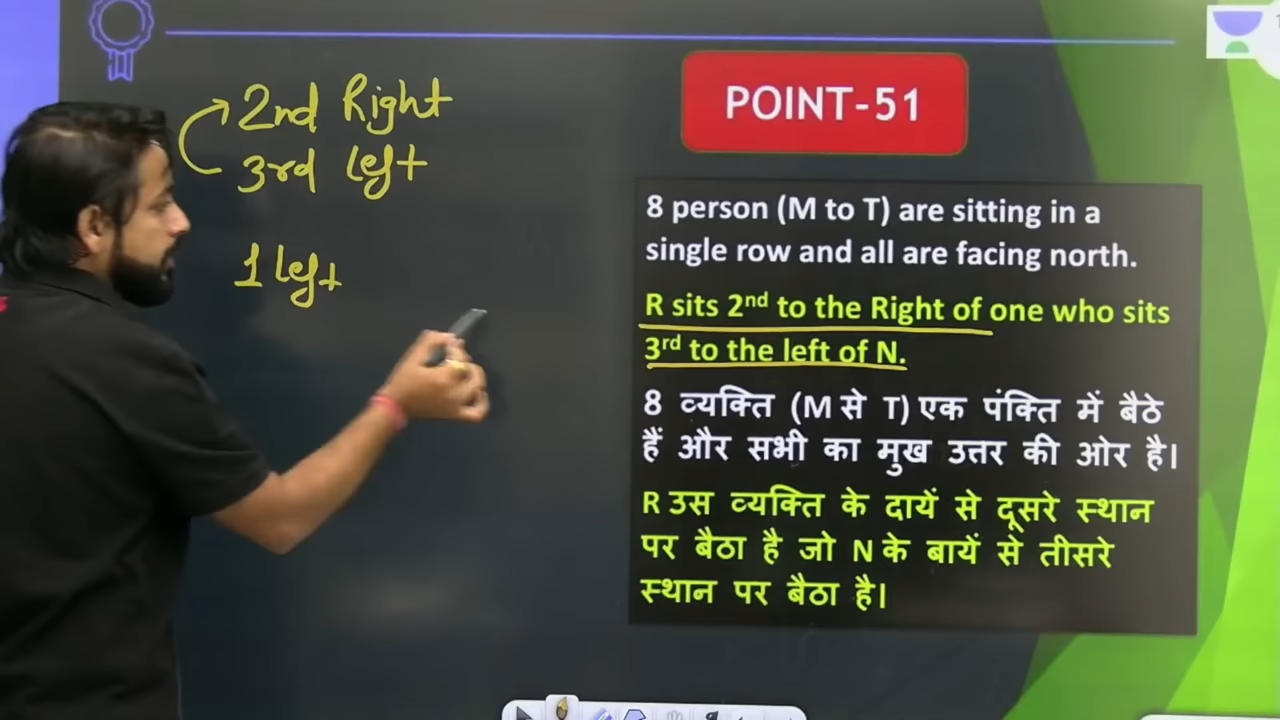 2nd Right
3rd left
1 left
POINT-51
8 person (M to T) are sitting in a
single row and all are facing north.
R sits 2nd to the Right of one who sits
3rd to the left of N.
8 व्यक्ति (M से T) एक पंक्ति में बैठे
हैं और सभी का मुख उत्तर की ओर है।
R उस व्यक्ति के दायें से दूसरे स्थान
पर बैठा है जो N के बायें से तीसरे
स्थान पर बैठा है।